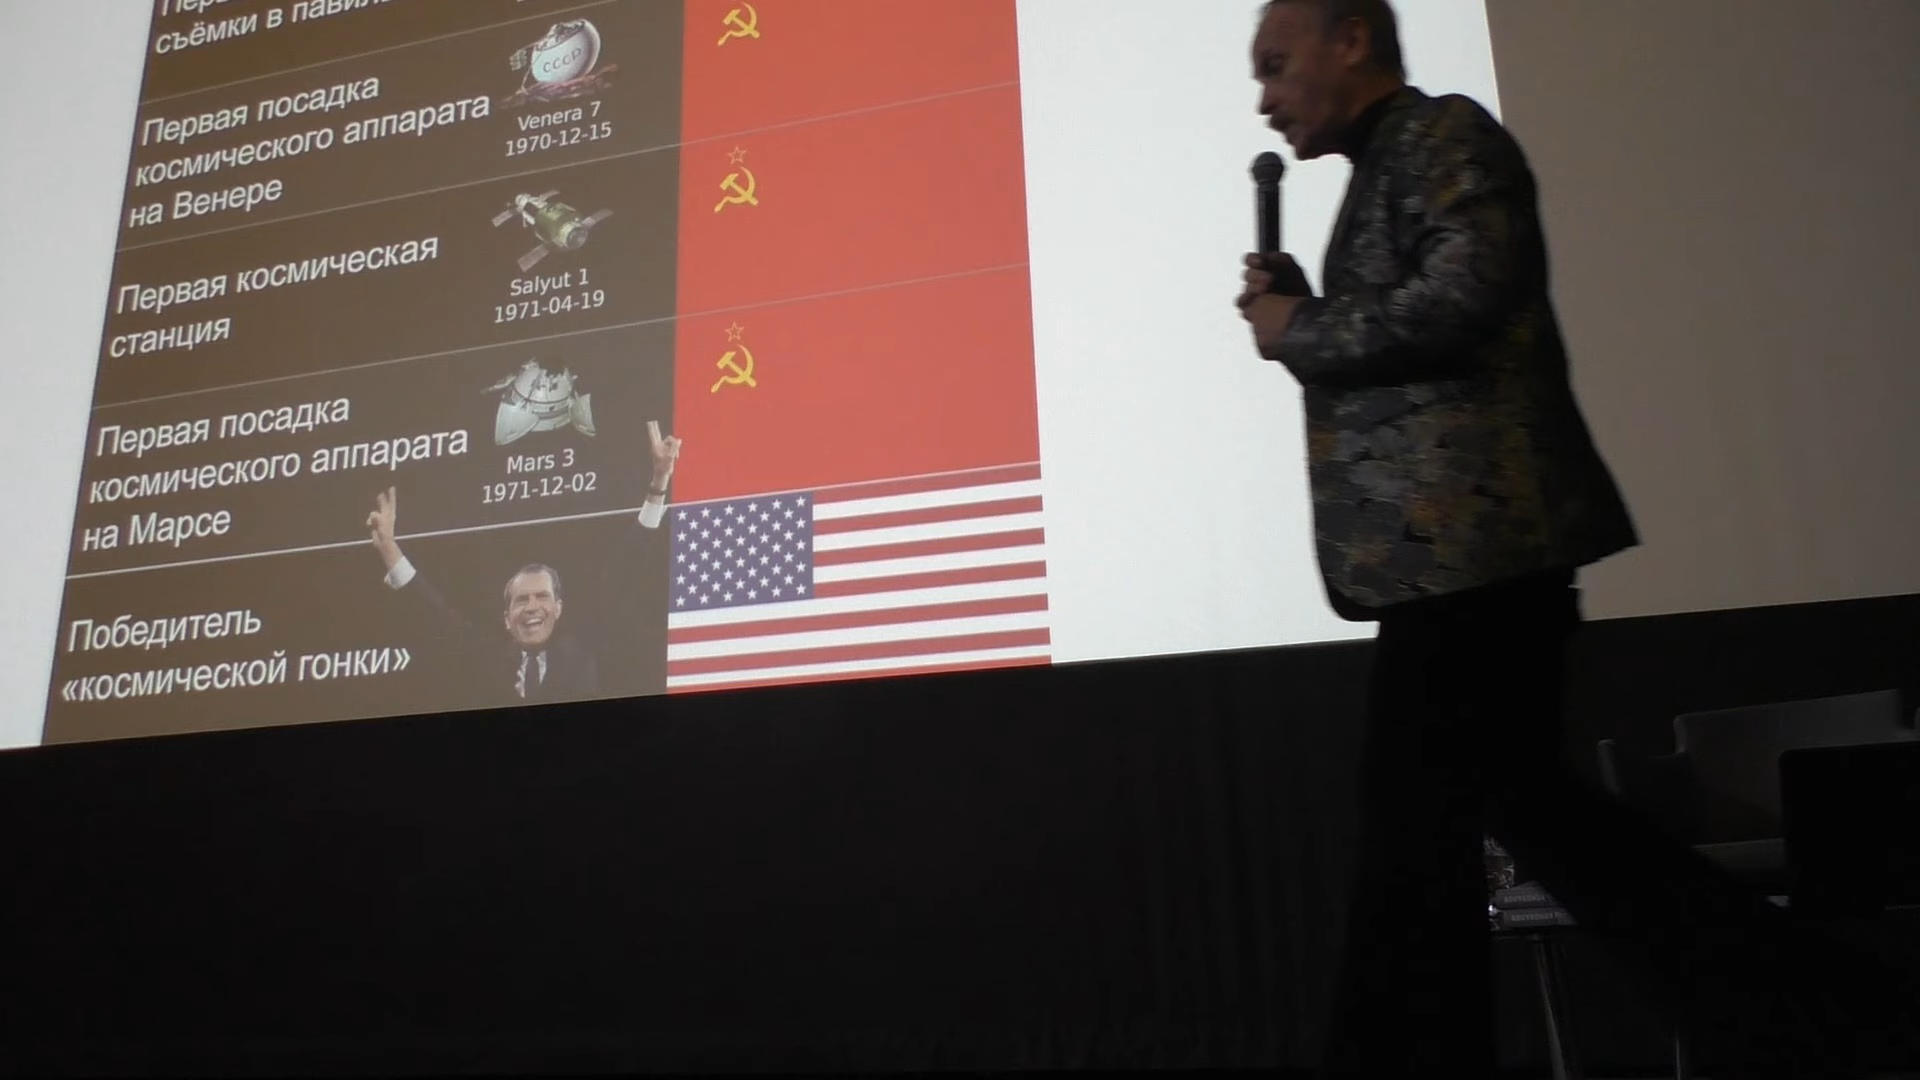 съёмки в
Первая посадка
космического аппарата
на Венере
СССР
Venera 7
1970-12-15
Первая космическая
станция
Salyut 1
1971-04-19
Первая посадка
космического аппарата
на Марсе
Mars 3
1971-12-02
Победитель
«космической гонки»